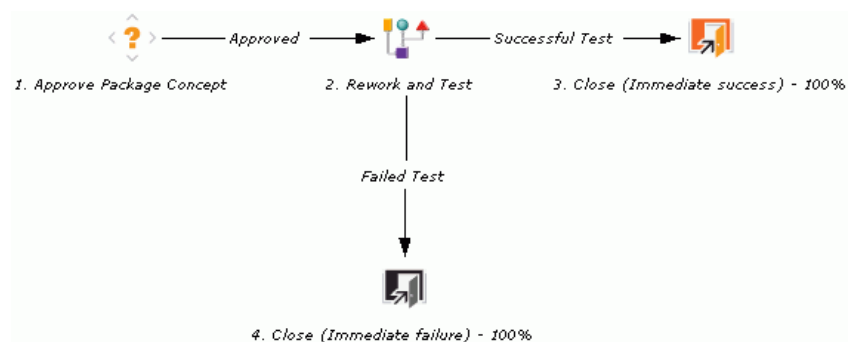 ?
Approved
Successful Test
1. Approve Package Concept
2. Rework and Test
3. Close (Immediate success) - 100%
Failed Test
4. Close (Immediate failure) - 100%